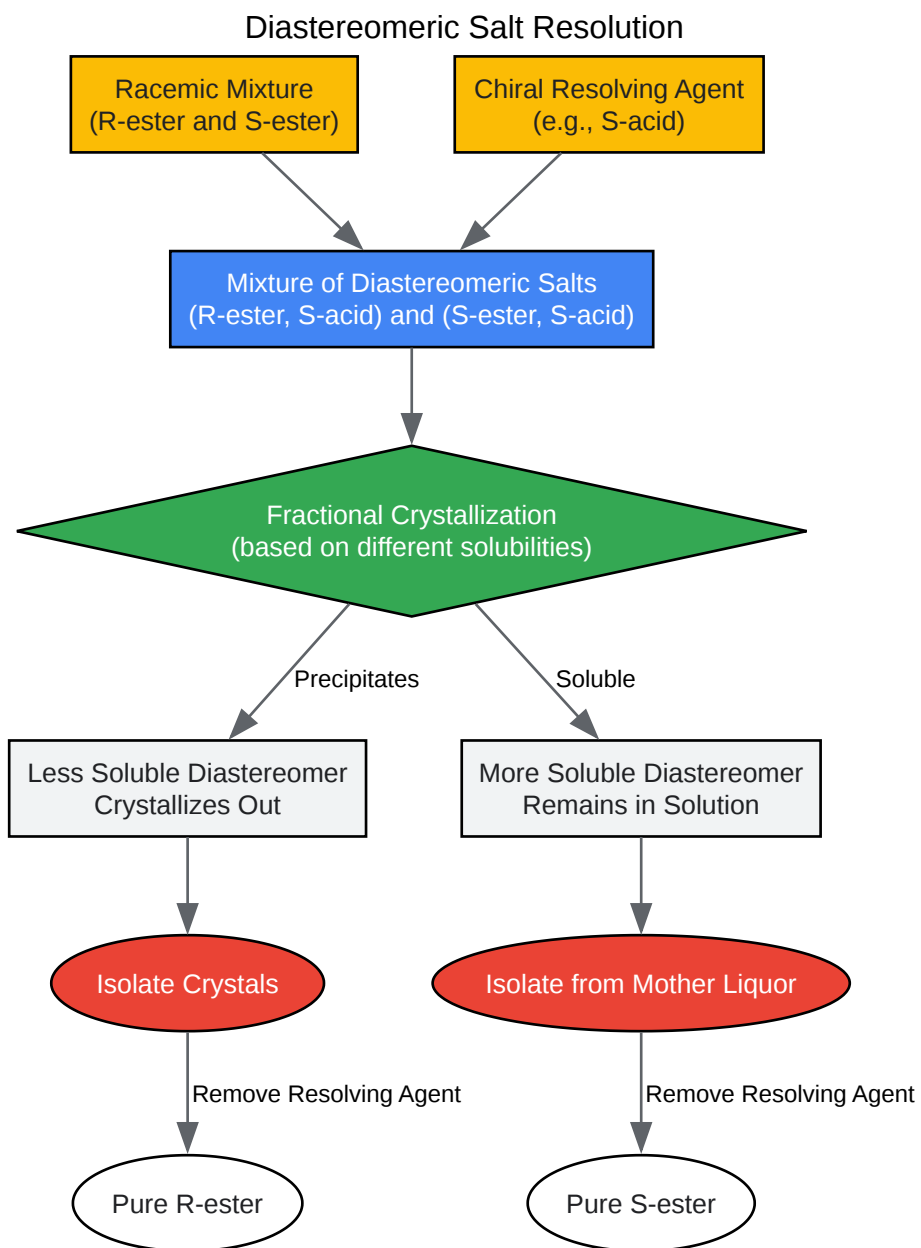 Diastereomeric Salt Resolution
Racemic Mixture
(R-ester and S-ester)
Chiral Resolving Agent
(e.g., S-acid)
Mixture of Diastereomeric Salts
(R-ester, S-acid) and (S-ester, S-acid)
Fractional Crystallization
(based on different solubilities)
Precipitates
Soluble
Less Soluble Diastereomer
Crystallizes Out
More Soluble Diastereomer
Remains in Solution
Isolate Crystals
Isolate from Mother Liquor
Remove Resolving Agent
Remove Resolving Agent
Pure R-ester
Pure S-ester